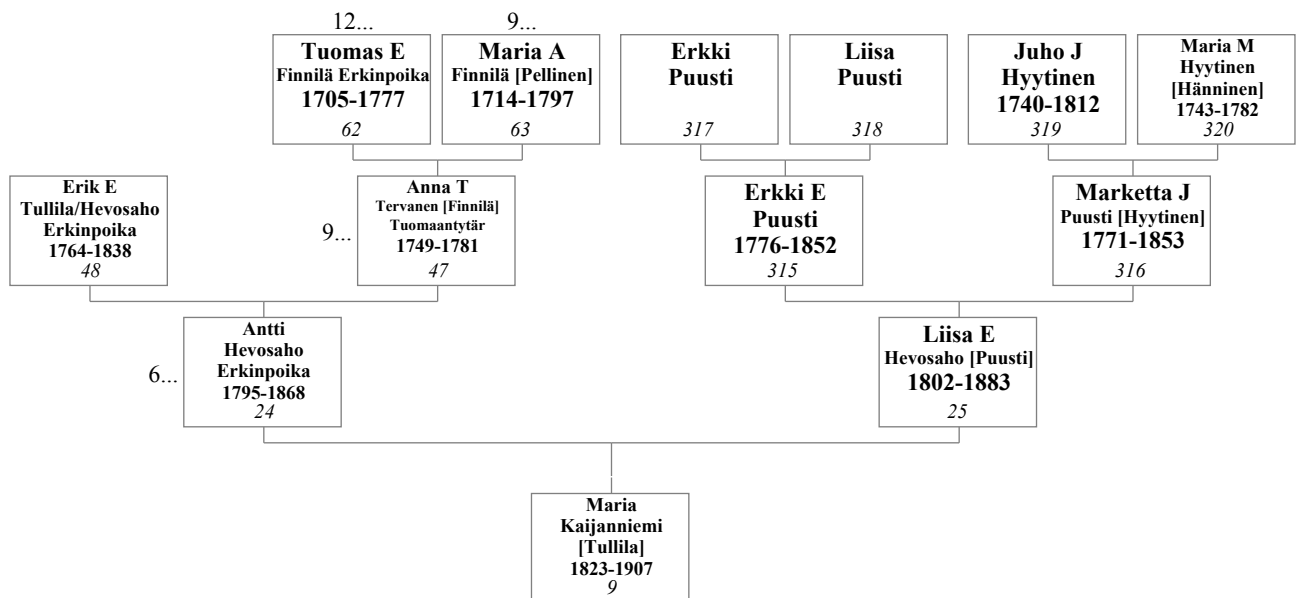 12...
9...
Tuomas E
Finnilä Erkinpoika
1705-1777
62
Maria A
Finnilä [Pellinen]
1714-1797
63
Erkki
Puusti
317
Liisa
Puusti
318
Juho J
Hyytinen
1740-1812
319
Maria M
Hyytinen
[Hänninen]
1743-1782
320
Erik E
Tullila/Hevosaho
Erkinpoika
1764-1838
48
9...
Anna T
Tervanen [Finnilä]
Tuomaantytär
1749-1781
47
Erkki E
Puusti
1776-1852
315
Marketta J
Puusti [Hyytinen]
1771-1853
316
6...
Antti
Hevosaho
Erkinpoika
1795-1868
24
Liisa E
Hevosaho [Puusti]
1802-1883
25
Maria
Kaijanniemi
[Tullila]
1823-1907
9